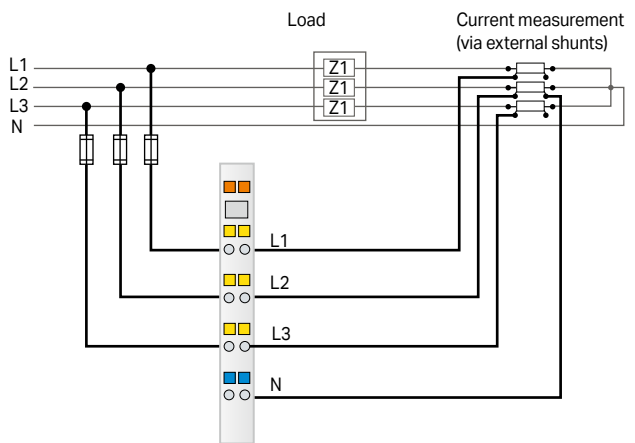 Load
Current measurement
(via external shunts)
L1
Z1
L2
Z1
L3
Z1
N
L1
L2
L3
N